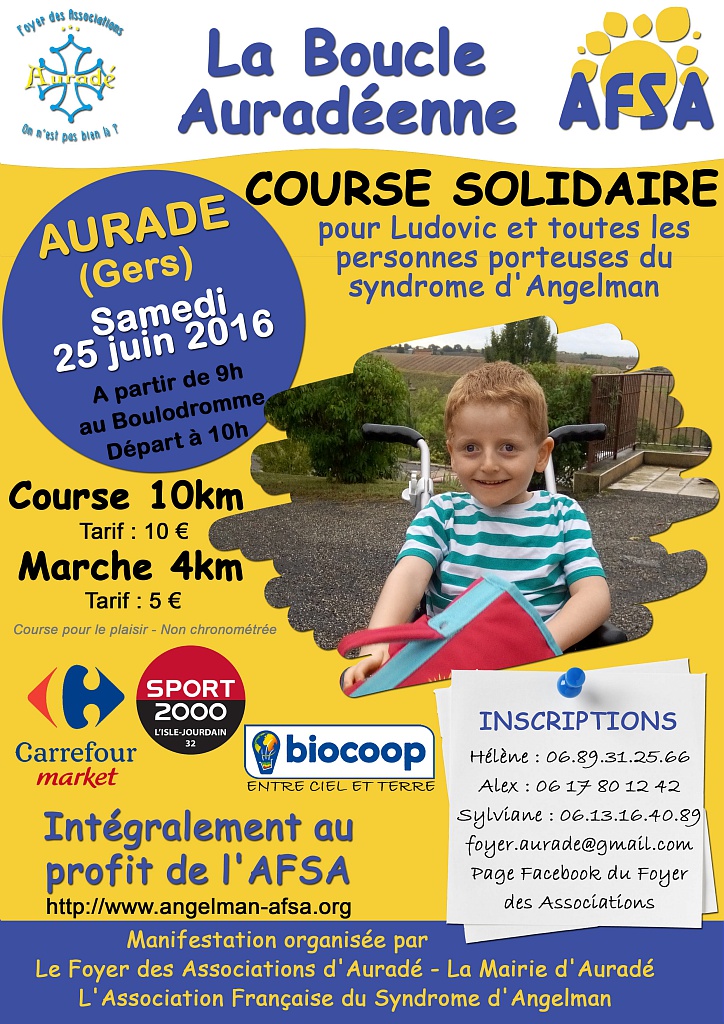 Foyer des Associations
Auradé
On n'est pas bien là ?
La Boucle
Auradéenne
AFSA
COURSE SOLIDAIRE
pour Ludovic et toutes les
personnes porteuses du
syndrome d'Angelman
AURADE
(Gers)
Samedi
25 juin 2016
A partir de 9h
au Boulodromme
Départ à 10h
Course 10km
Tarif : 10 €
Marche 4km
Tarif : 5 €
Course pour le plaisir - Non chronométrée
Carrefour
market
SPORT
2000
L'ISLE-JOURDAIN
32
biocoop
ENTRE CIEL ET TERRE
INSCRIPTIONS
Hélène : 06.89.31.25.66
Alex : 06 17 80 12 42
Sylviane : 06.13.16.40.89
foyer.aurade@gmail.com
Page Facebook du Foyer
des Associations
Intégralement au
profit de l'AFSA
http://www.angelman-afsa.org
Manifestation organisée par
Le Foyer des Associations d'Auradé - La Mairie d'Auradé
L'Association Française du Syndrome d'Angelman